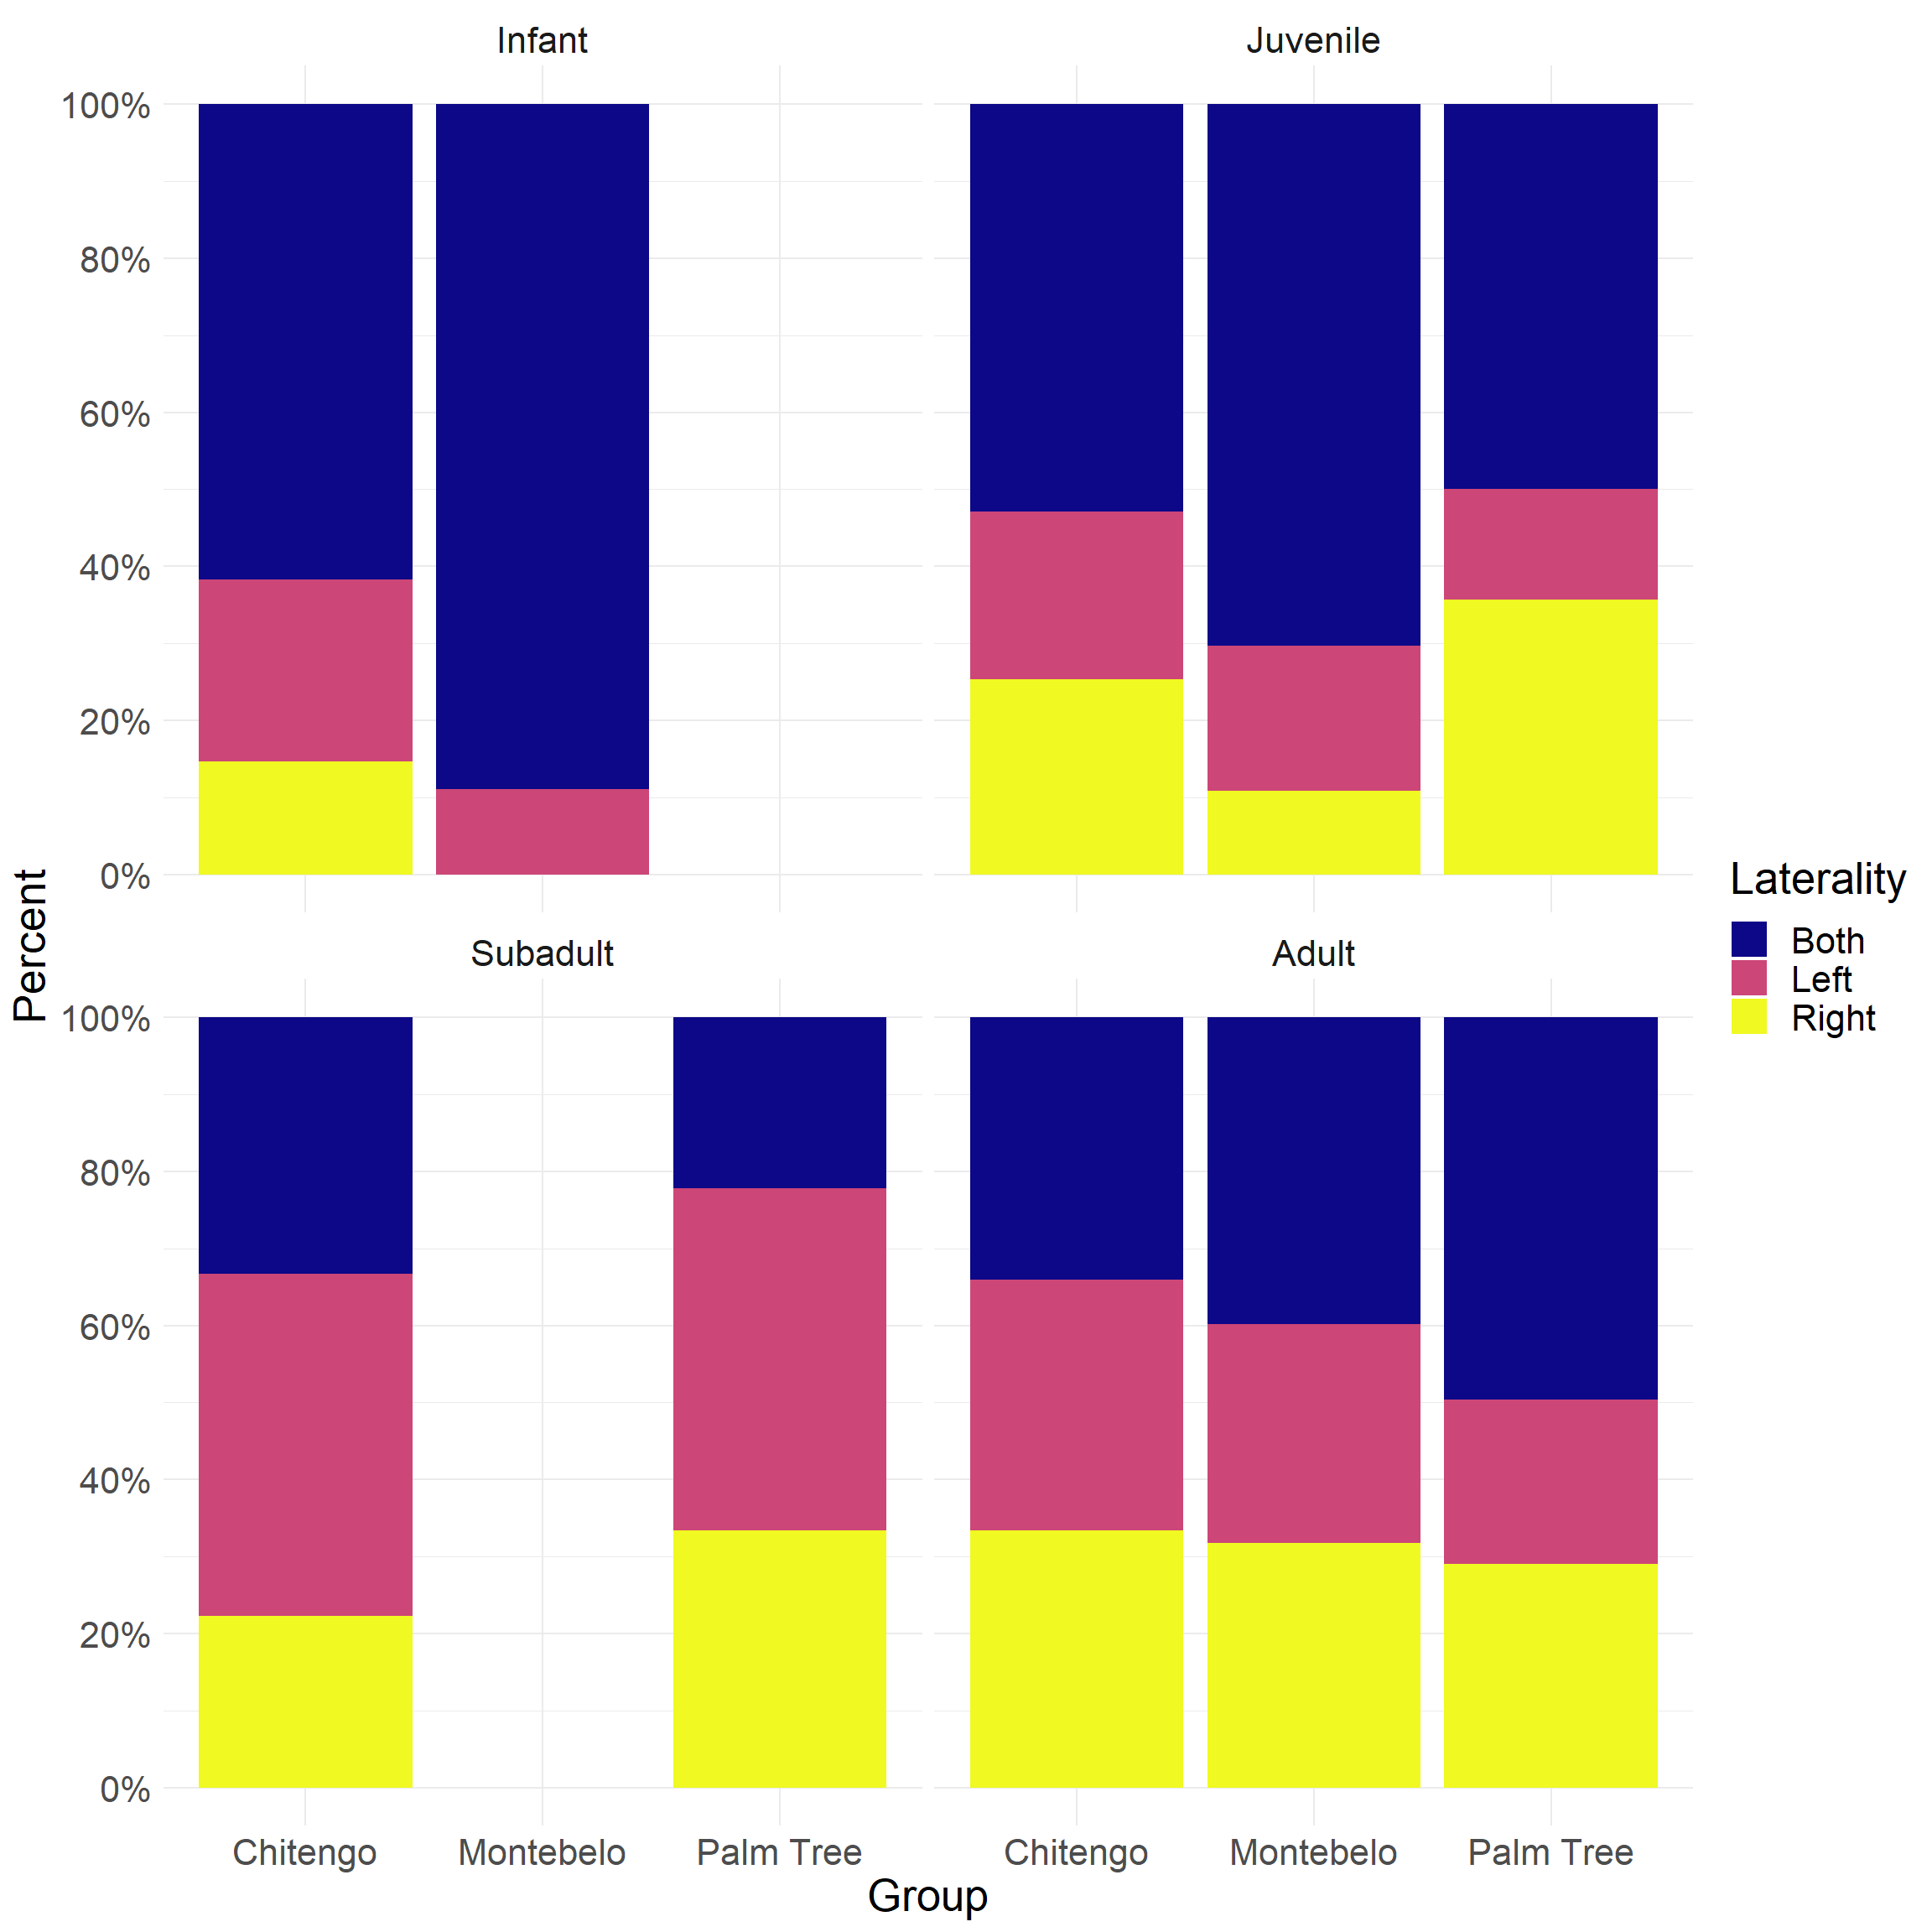 Infant
Juvenile
100%
80%
60%
40%
20%
0%
Subadult
Adult
100%
80%
60%
40%
20%
0%
Chitengo
Montebelo
Palm Tree
Chitengo
Montebelo
Palm Tree
Group
Percent
Laterality
Both
Left
Right